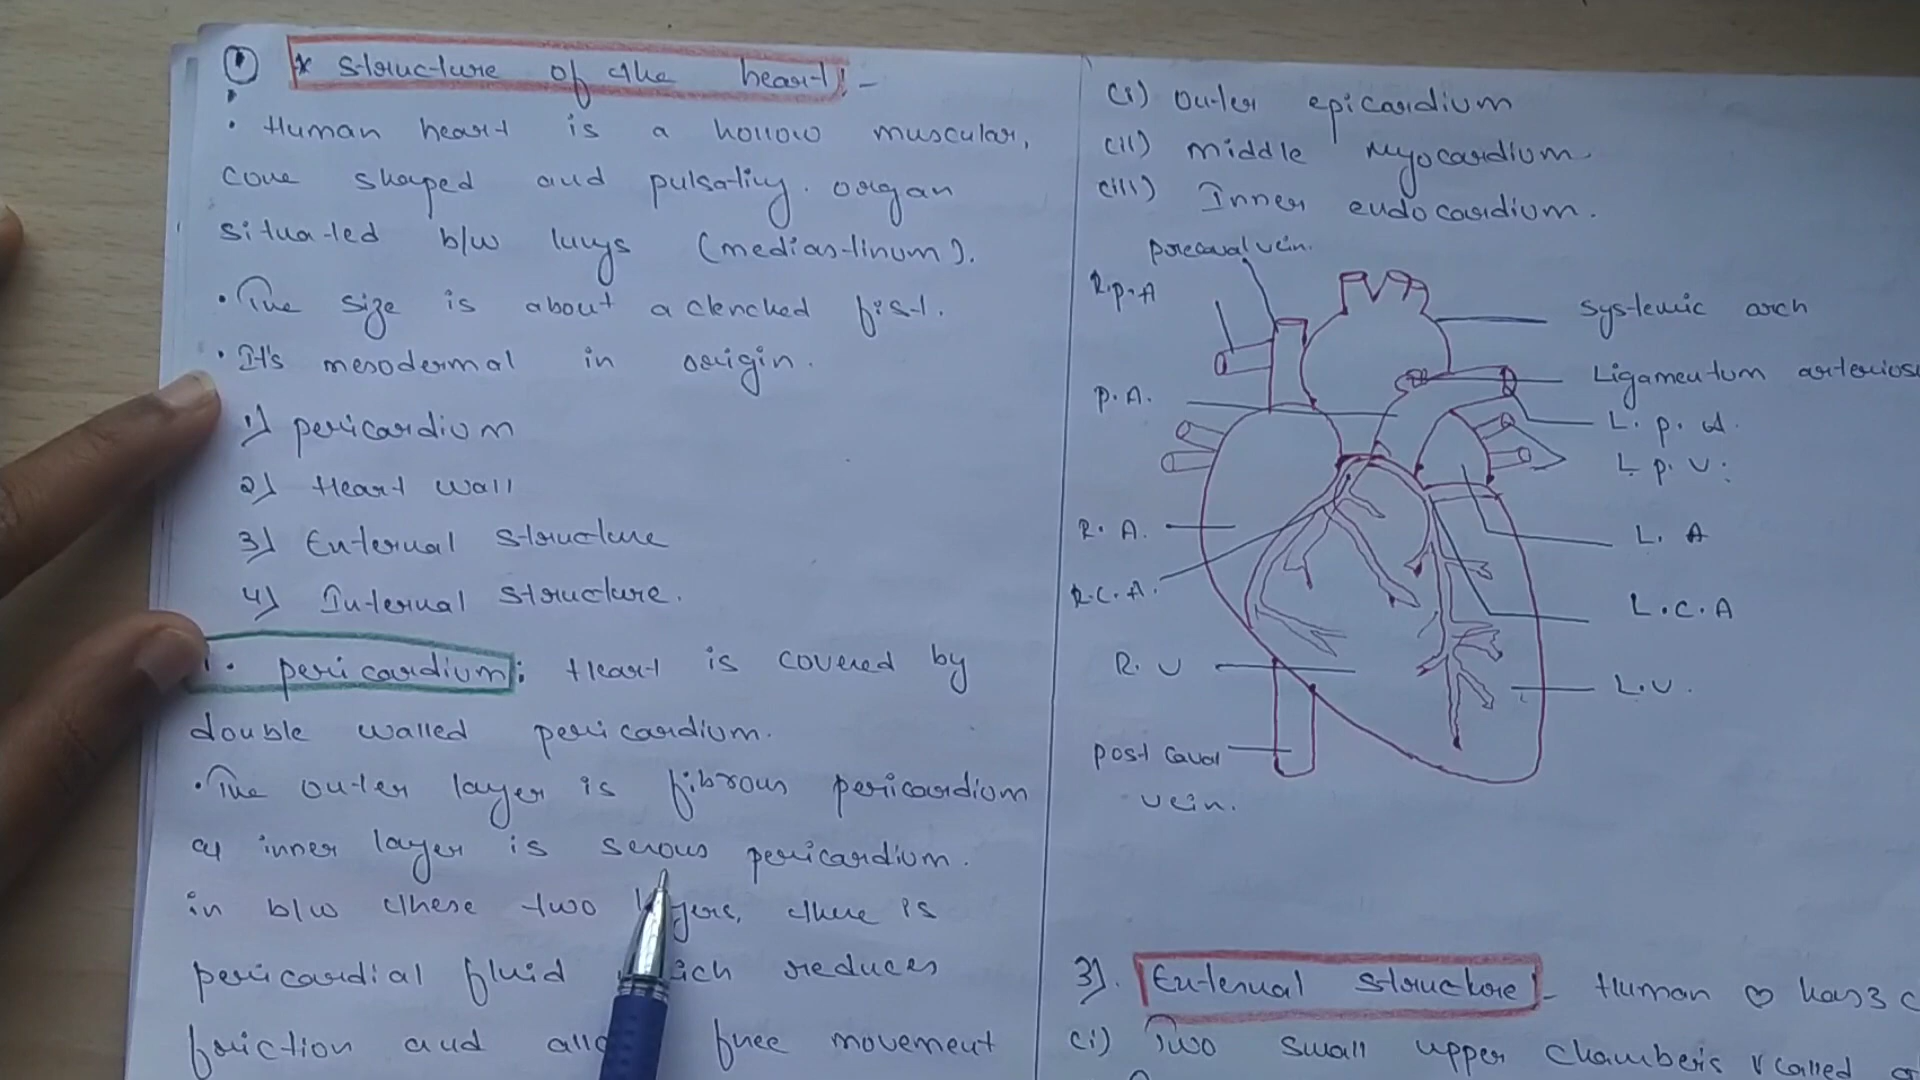 1
* Structure of the heart:-
• Human heart is a hollow muscular,
cone shaped and pulsating. organ
situated b/w lungs (mediastinum).
• The size is about a clenched fist.
• It's mesodermal in origin.
1) pericardium
2) Heart wall
3) External structure
4) Internal structure.
1. pericardium: Heart is covered by
double walled pericardium.
• The outer layer is fibrous pericardium
& inner layer is serous pericardium.
in b/w these two there is
pericardial fluid reduces
friction and free movement
(i) outer epicardium
(ii) middle myocardium
(iii) Inner endocardium.
precaval vein.
R.P.A
systemic arch
Ligamentum
P.A.
L. P. A.
L. P. V.
R. A.
L. A
R.C.A.
L.C.A
R. V
L.V.
post caval
vein.
3). External structure - Human ♡ has 3
(i) Two small upper chambers called